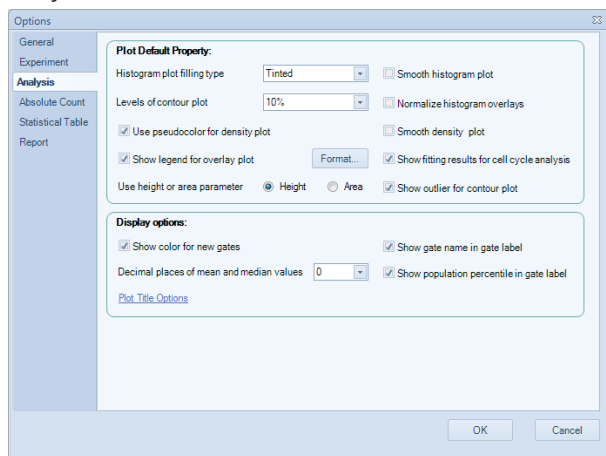 Options
General
Experiment
Analysis
Absolute Count
Statistical Table
Report
Plot Default Property:
Histogram plot filling type Tinted Smooth histogram plot
Levels of contour plot 10% Normalize histogram overlays
Use pseudocolor for density plot Smooth density plot
Show legend for overlay plot Format... Show fitting results for cell cycle analysis
Use height or area parameter Height Area Show outlier for contour plot
Display options:
Show color for new gates Show gate name in gate label
Decimal places of mean and median values 0 Show population percentile in gate label
Plot Title Options
OK Cancel